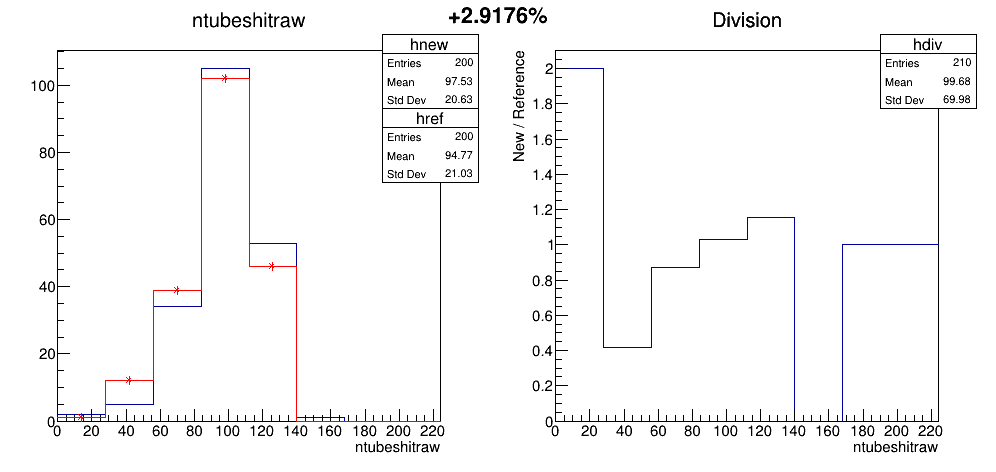 +2.9176%
ntubeshitraw
hnew
Entries 200
Mean 97.53
Std Dev 20.63
href
Entries 200
Mean 94.77
Std Dev 21.03
100
80
60
40
20
0
0 20 40 60 80 100 120 140 160 180 200 220
ntubeshitraw
Division
hdiv
Entries 210
Mean 99.68
Std Dev 69.98
New / Reference
2
1.8
1.6
1.4
1.2
1
0.8
0.6
0.4
0.2
0
0 20 40 60 80 100 120 140 160 180 200 220
ntubeshitraw